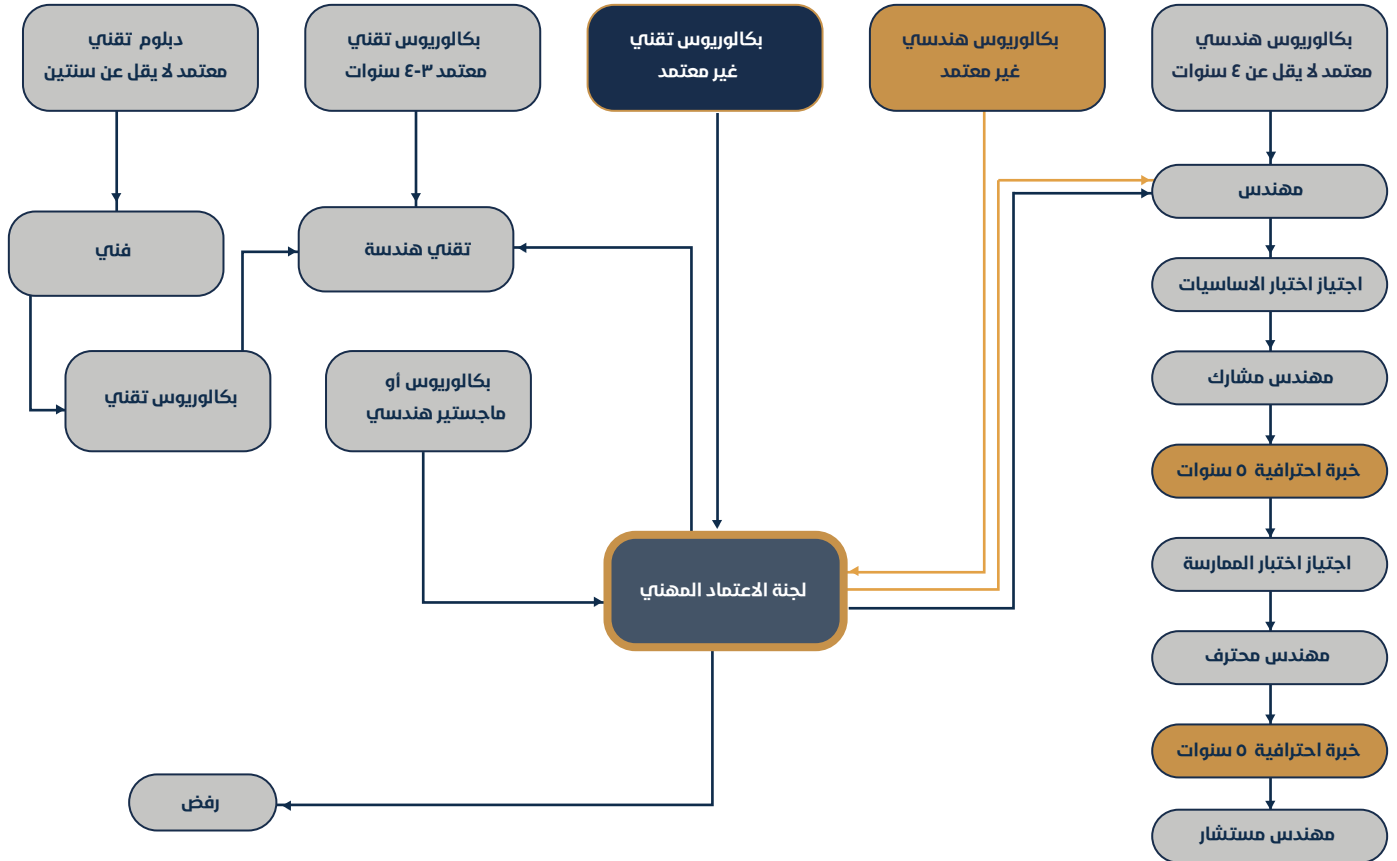 بكالوريوس هندسي
معتمد لا يقل عن ٤ سنوات
بكالوريوس هندسي
غير معتمد
بكالوريوس تقني
غير معتمد
بكالوريوس تقني
معتمد ٣-٤ سنوات
دبلوم تقني
معتمد لا يقل عن سنتين
مهندس
اجتياز اختبار الاساسيات
مهندس مشارك
خبرة احترافية ٥ سنوات
اجتياز اختبار الممارسة
مهندس محترف
خبرة احترافية ٥ سنوات
مهندس مستشار
تقني هندسة
فني
بكالوريوس أو
ماجستير هندسي
بكالوريوس تقني
لجنة الاعتماد المهني
رفض